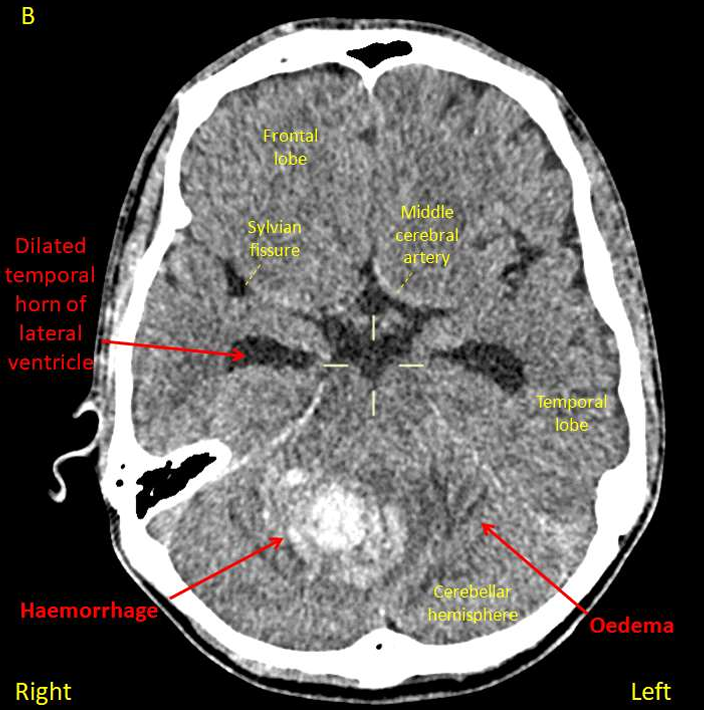 B
Frontal
lobe
Sylvian
fissure
Middle
cerebral
artery
Dilated
temporal
horn of
lateral
ventricle
Temporal
lobe
Haemorrhage
Cerebellar
hemisphere
Oedema
Right
Left